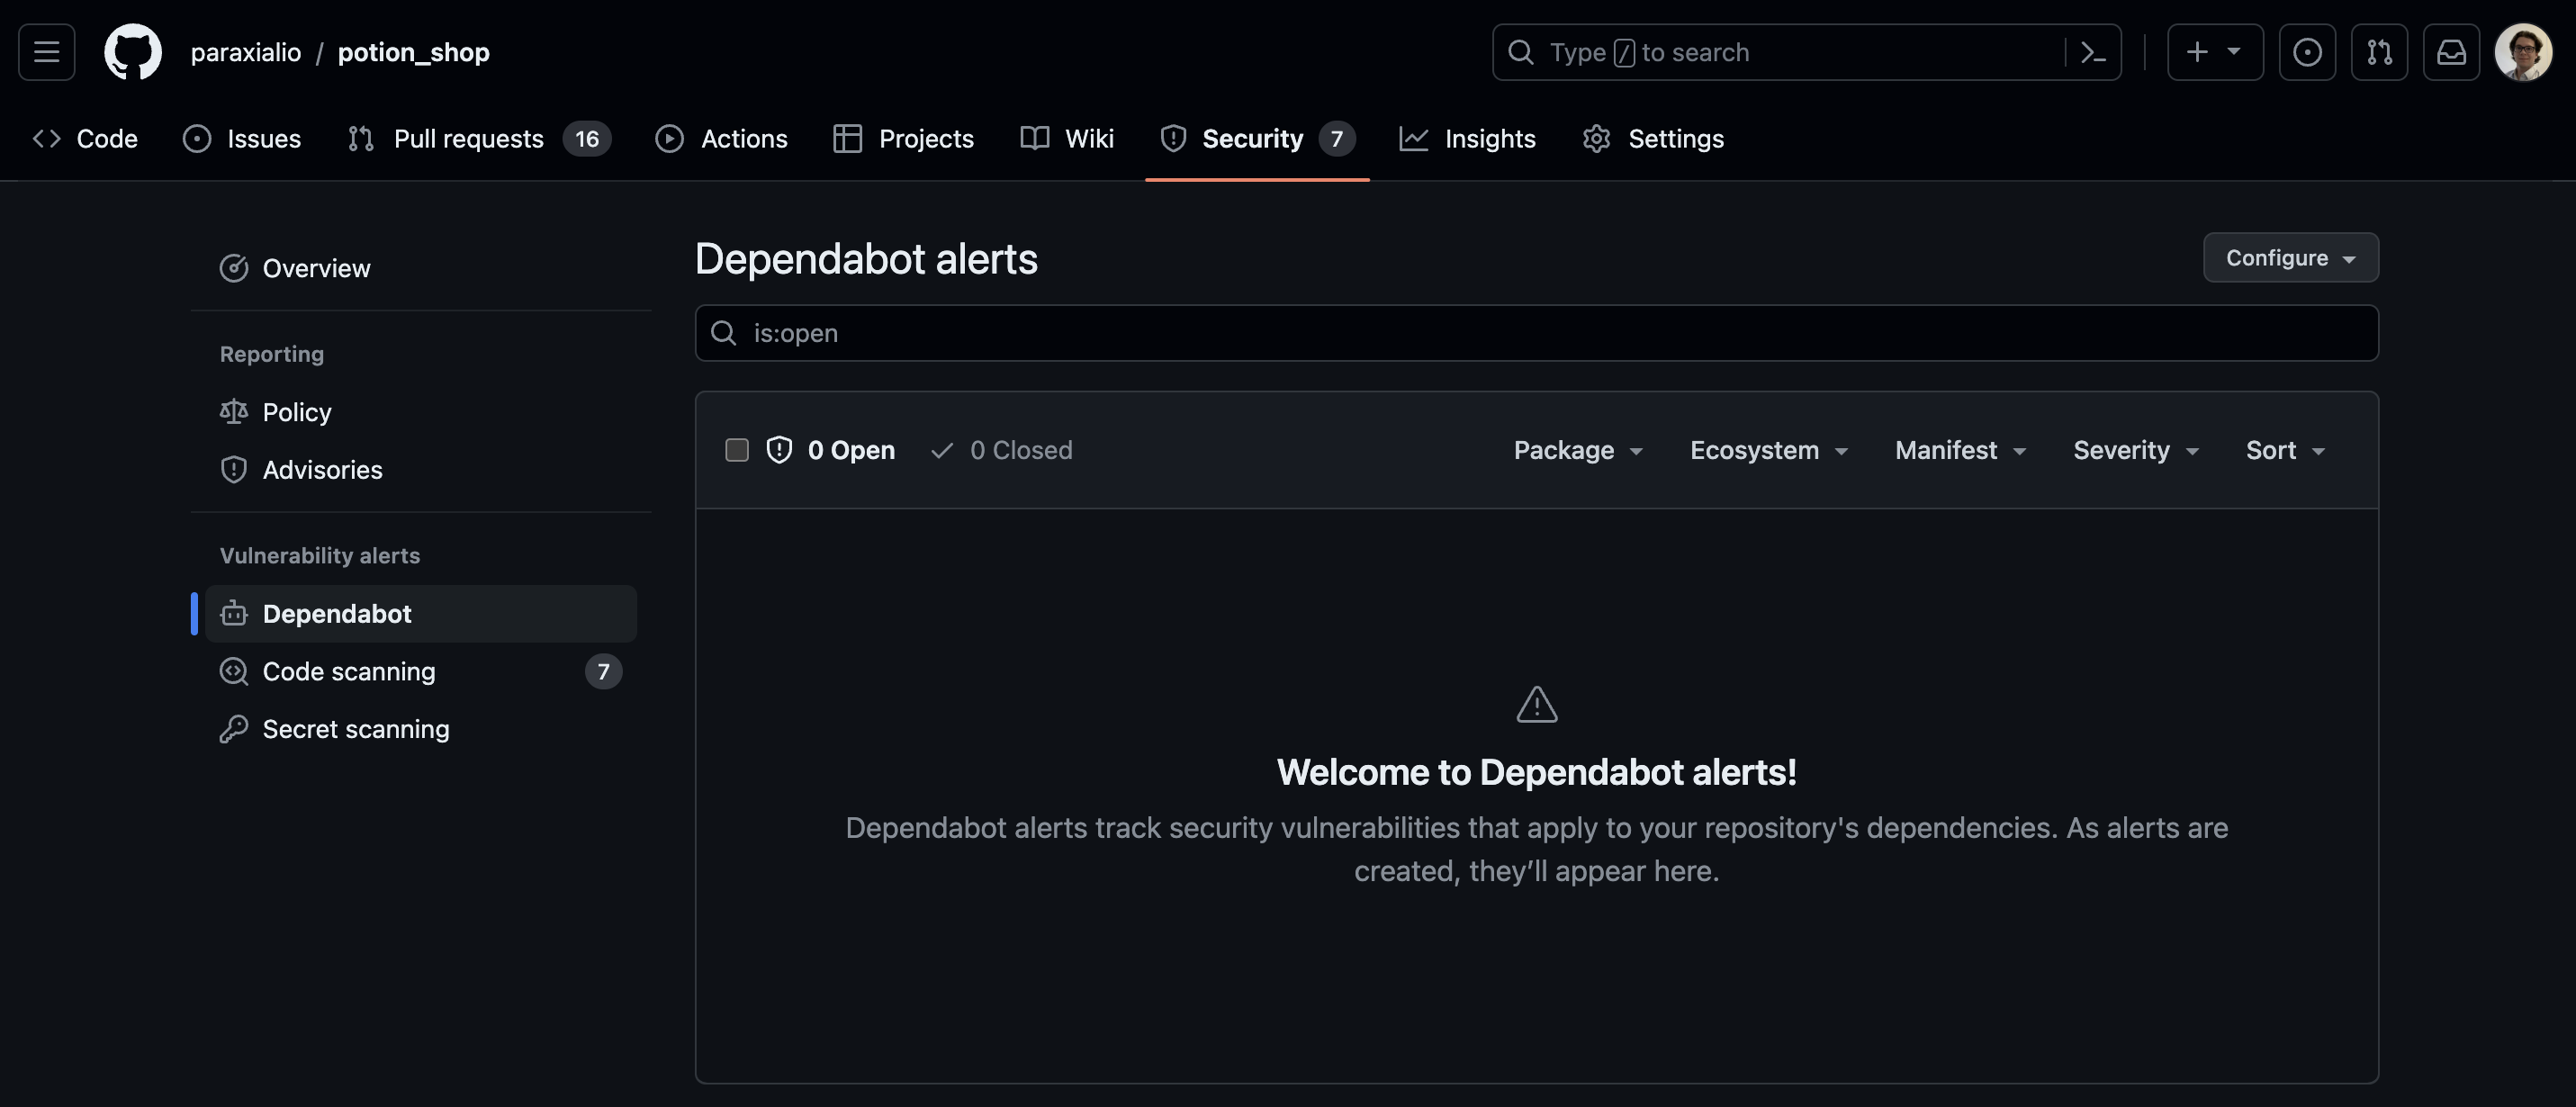 paraxialio / potion_shop
Type / to search
Code
Issues
Pull requests 16
Actions
Projects
Wiki
Security 7
Insights
Settings
Overview
Reporting
Policy
Advisories
Vulnerability alerts
Dependabot
Code scanning 7
Secret scanning
Dependabot alerts
Configure
is:open
0 Open
0 Closed
Package
Ecosystem
Manifest
Severity
Sort
Welcome to Dependabot alerts!
Dependabot alerts track security vulnerabilities that apply to your repository's dependencies. As alerts are
created, they’ll appear here.